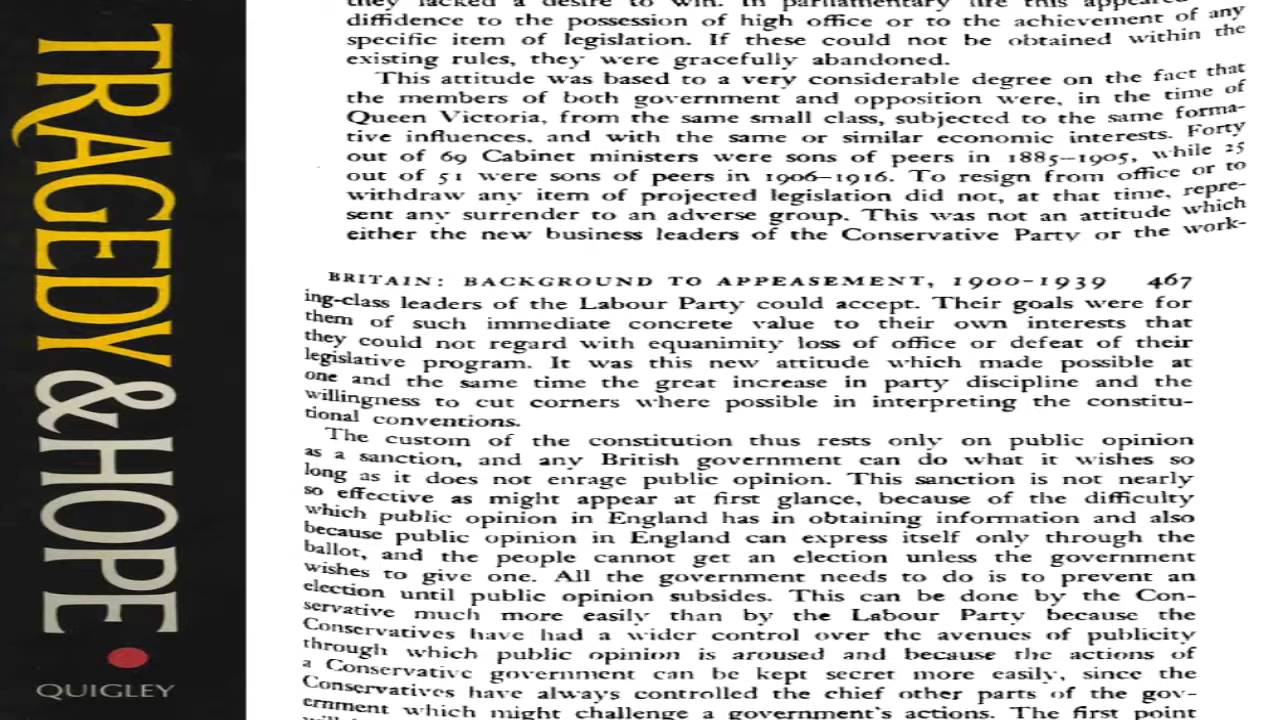 TRAGEDY & HOPE
QUIGLEY
they lacked a desire to win. In parliamentary life this appeared
diffidence to the possession of high office or to the achievement of any
specific item of legislation. If these could not be obtained within the
existing rules, they were gracefully abandoned.
This attitude was based to a very considerable degree on the fact that
the members of both government and opposition were, in the time of
Queen Victoria, from the same small class, subjected to the same forma-
tive influences, and with the same or similar economic interests. Forty
out of 69 Cabinet ministers were sons of peers in 1885–1905, while 25
out of 51 were sons of peers in 1906–1916. To resign from office or to
withdraw any item of projected legislation did not, at that time, repre-
sent any surrender to an adverse group. This was not an attitude which
either the new business leaders of the Conservative Party or the work-
BRITAIN: BACKGROUND TO APPEASEMENT, 1900-1939 467
ing-class leaders of the Labour Party could accept. Their goals were for
them of such immediate concrete value to their own interests that
they could not regard with equanimity loss of office or defeat of their
legislative program. It was this new attitude which made possible at
one and the same time the great increase in party discipline and the
willingness to cut corners where possible in interpreting the constitu-
tional conventions.
The custom of the constitution thus rests only on public opinion
as a sanction, and any British government can do what it wishes so
long as it does not enrage public opinion. This sanction is not nearly
so effective as might appear at first glance, because of the difficulty
which public opinion in England has in obtaining information and also
because public opinion in England can express itself only through the
ballot, and the people cannot get an election unless the government
wishes to give one. All the government needs to do is to prevent an
election until public opinion subsides. This can be done by the Con-
servative much more easily than by the Labour Party because the
Conservatives have had a wider control over the avenues of publicity
through which public opinion is aroused and because the actions of
a Conservative government can be kept secret more easily, since the
Conservatives have always controlled the chief other parts of the gov-
ernment which might challenge a government's actions. The first point